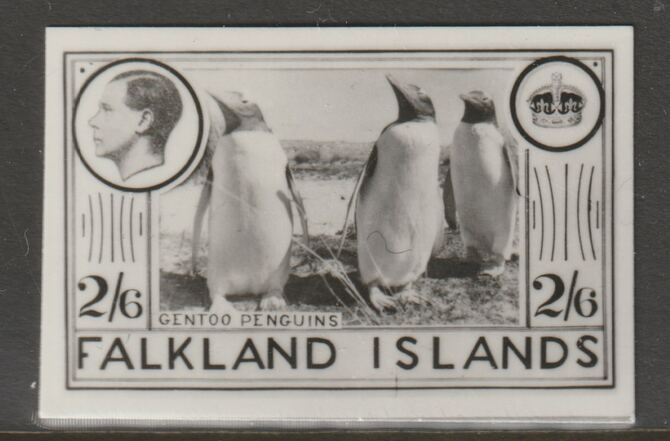 2/6 2/6
GENTOO PENGUINS
FALKLAND ISLANDS